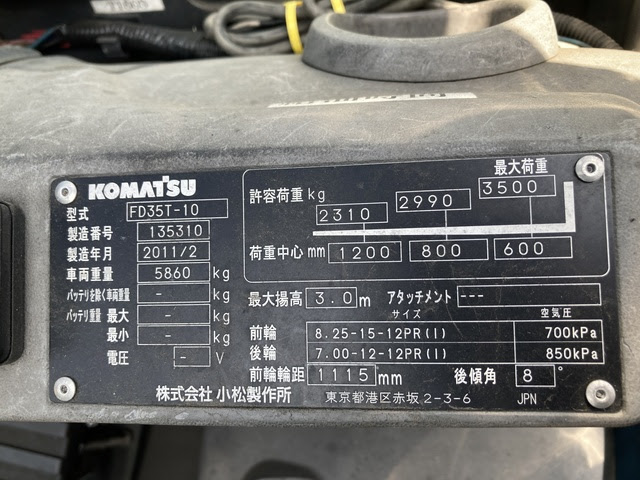 KOMATSU
型式 FD35T-10
製造番号 135310
製造年月 2011/2
車両重量 5860 kg
バッテリを除く車両重量 - kg
バッテリ重量 最大 - kg
最小 - kg
電圧 - V
最大荷重
許容荷重 kg 2310 2990 3500
荷重中心 mm 1200 800 600
最大揚高 3.0 m アタッチメント ---
サイズ 空気圧
前輪 8.25-15-12PR(I) 700kPa
後輪 7.00-12-12PR(I) 850kPa
前輪輪距 1115 mm 後傾角 8 °
株式会社 小松製作所 東京都港区赤坂 2-3-6 JPN